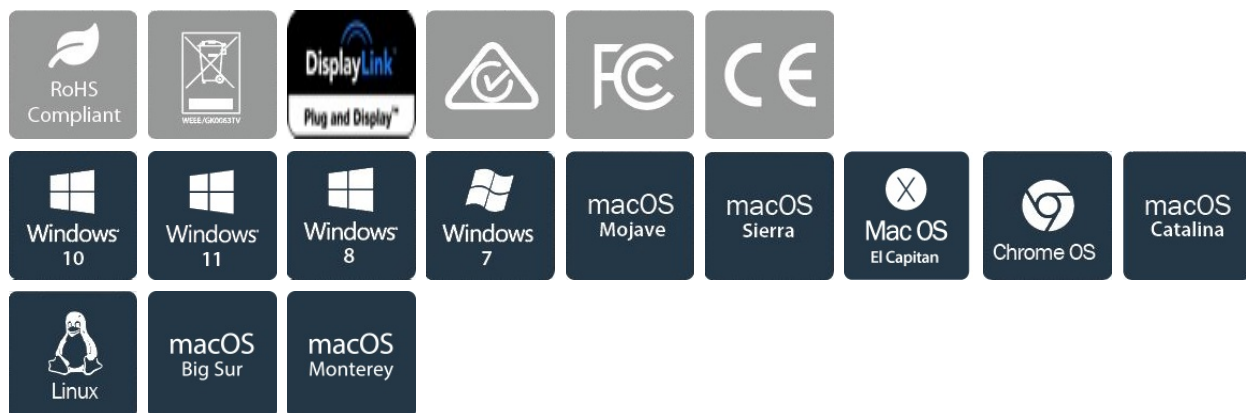 RoHS
Compliant
WEEE/GK0083TV
DisplayLink®
Plug and Display™
FC
CE
Windows
10
Windows
11
Windows
8
Windows
7
macOS
Mojave
macOS
Sierra
X
Mac OS
El Capitan
Chrome OS
macOS
Catalina
Linux
macOS
Big Sur
macOS
Monterey